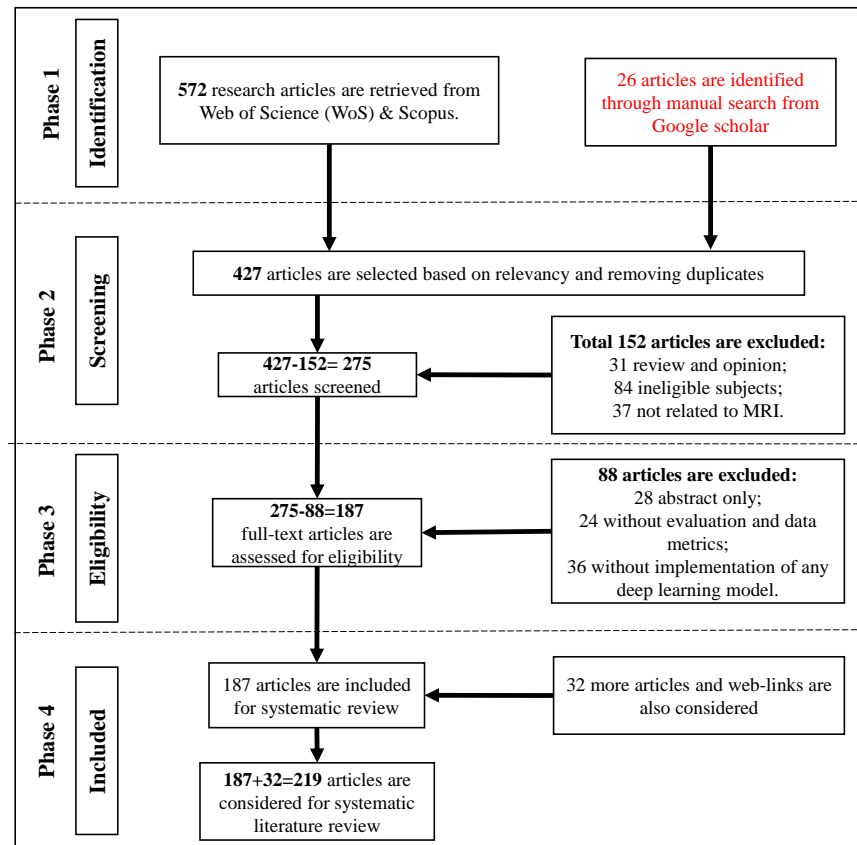 Phase 1
Identification
572 research articles are retrieved from
Web of Science (WoS) & Scopus.
26 articles are identified
through manual search from
Google scholar
Phase 2
Screening
427 articles are selected based on relevancy and removing duplicates
427-152= 275
articles screened
Total 152 articles are excluded:
31 review and opinion;
84 ineligible subjects;
37 not related to MRI.
Phase 3
Eligibility
275-88=187
full-text articles are
assessed for eligibility
88 articles are excluded:
28 abstract only;
24 without evaluation and data
metrics;
36 without implementation of any
deep learning model.
Phase 4
Included
187 articles are included
for systematic review
32 more articles and web-links are
also considered
187+32=219 articles are
considered for systematic
literature review